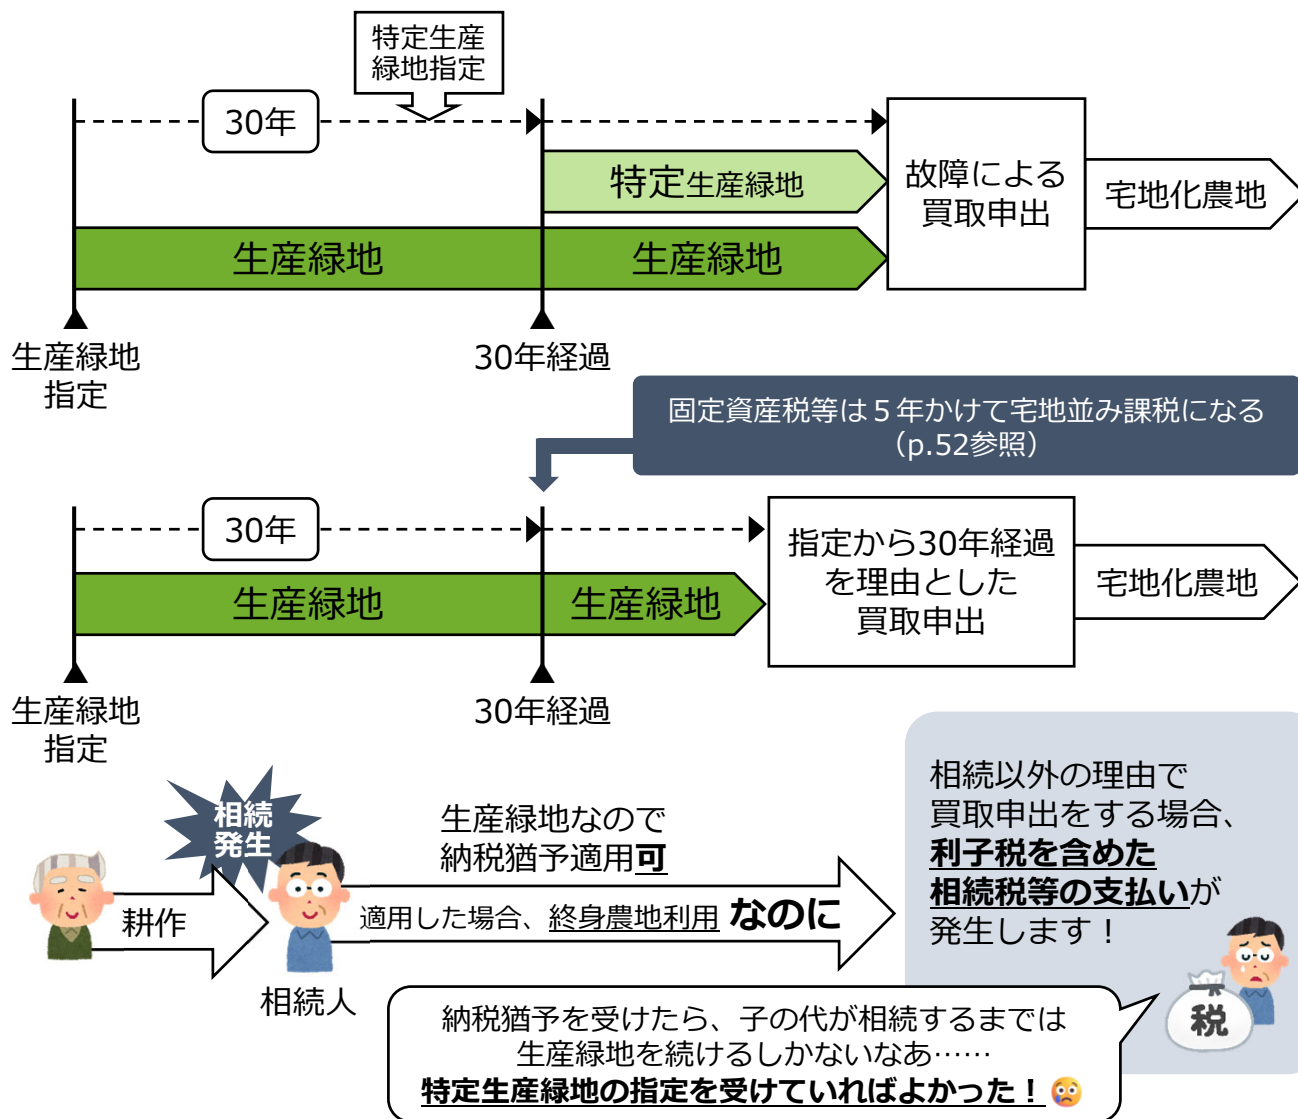 特定生産
緑地指定
30年
特定生産緑地
生産緑地
生産緑地
故障による
買取申出
宅地化農地
生産緑地
指定
30年経過
固定資産税等は５年かけて宅地並み課税になる
（p.52参照）
30年
生産緑地
生産緑地
指定から30年経過
を理由とした
買取申出
宅地化農地
生産緑地
指定
30年経過
相続
発生
耕作
相続人
生産緑地なので
納税猶予適用可
適用した場合、終身農地利用 なのに
相続以外の理由で
買取申出をする場合、
利子税を含めた
相続税等の支払いが
発生します！
税
納税猶予を受けたら、子の代が相続するまでは
生産緑地を続けるしかないなあ……
特定生産緑地の指定を受けていればよかった！😢